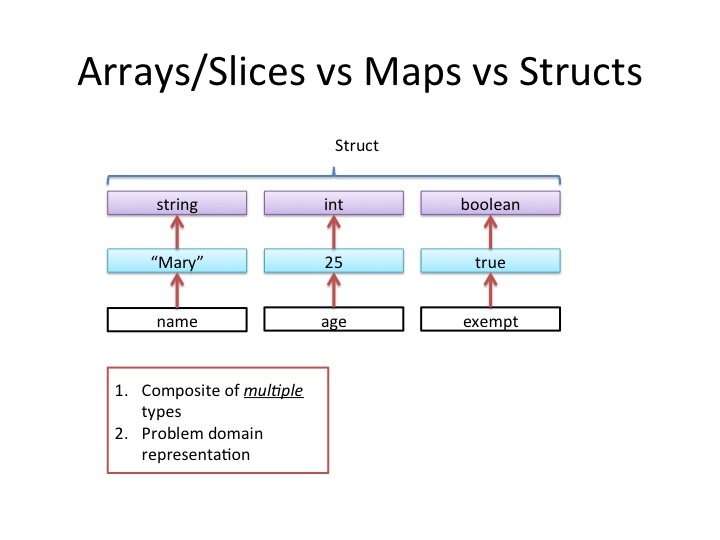 Arrays/Slices vs Maps vs Structs
Struct
string int boolean
“Mary” 25 true
name age exempt
1. Composite of multiple
types
2. Problem domain
representation